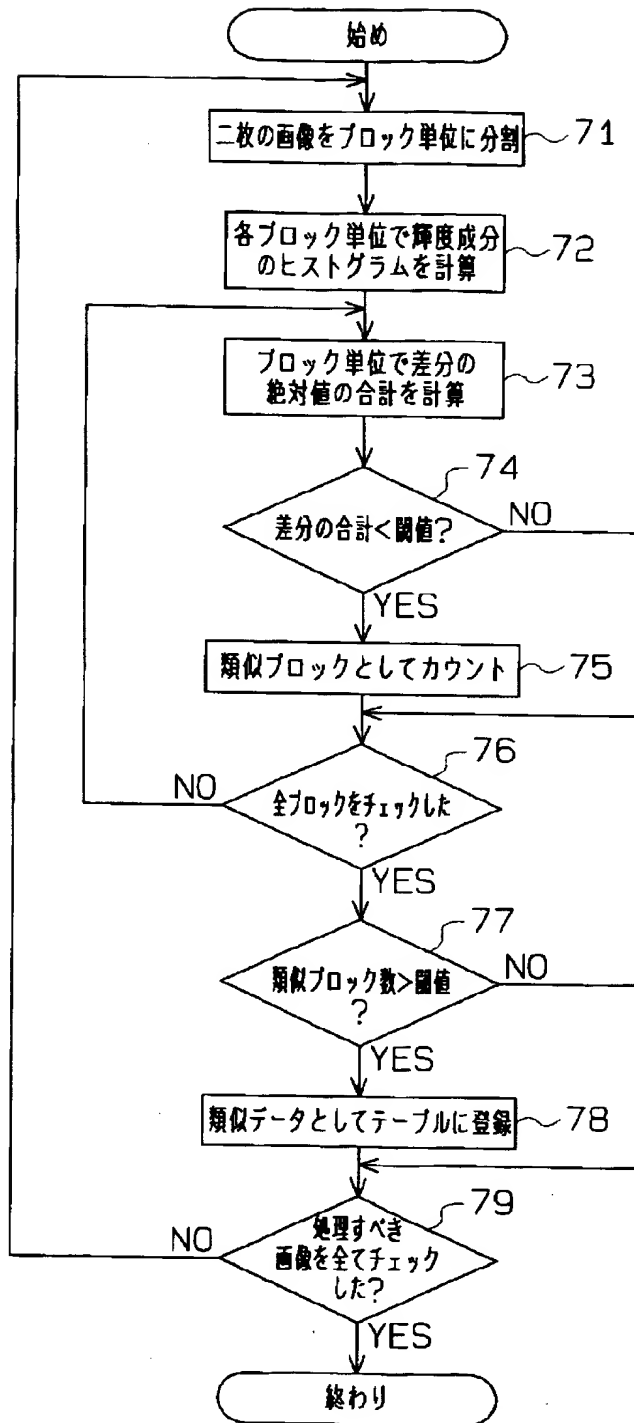 始め
二枚の画像をブロック単位に分割
71
各ブロック単位で輝度成分
のヒストグラムを計算
72
ブロック単位で差分の
絶対値の合計を計算
73
74
差分の合計<閾値?
NO
YES
類似ブロックとしてカウント
75
76
NO
全ブロックをチェックした
?
YES
77
類似ブロック数>閾値
?
NO
YES
類似データとしてテーブルに登録
78
79
NO
処理すべき
画像を全てチェック
した?
YES
終わり